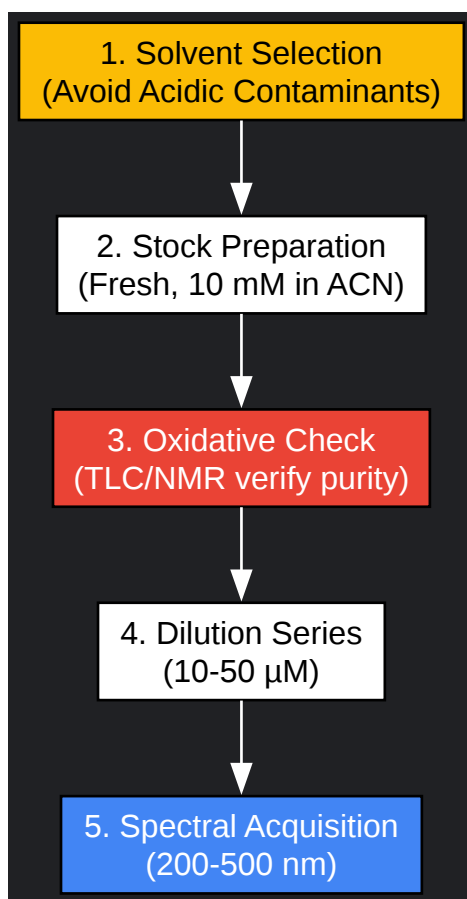 1. Solvent Selection
(Avoid Acidic Contaminants)
2. Stock Preparation
(Fresh, 10 mM in ACN)
3. Oxidative Check
(TLC/NMR verify purity)
4. Dilution Series
(10-50 µM)
5. Spectral Acquisition
(200-500 nm)